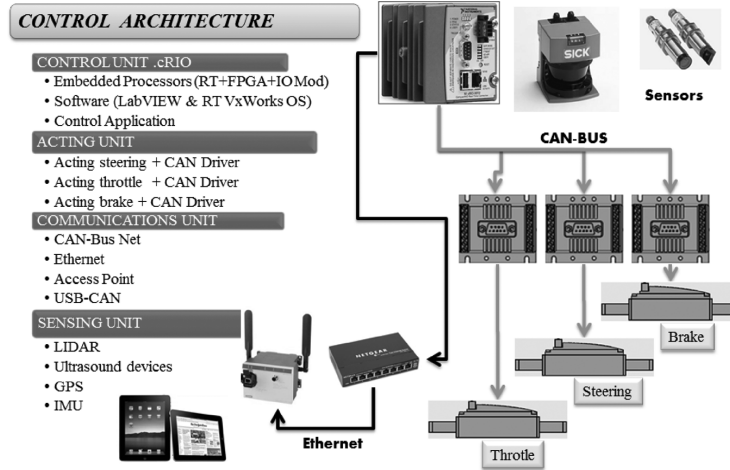 CONTROL ARCHITECTURE
CONTROL UNIT .cRIO
• Embedded Processors (RT+FPGA+IO Mod)
• Software (LabVIEW & RT VxWorks OS)
• Control Application
ACTING UNIT
• Acting steering + CAN Driver
• Acting throttle + CAN Driver
• Acting brake + CAN Driver
COMMUNICATIONS UNIT
• CAN-Bus Net
• Ethernet
• Access Point
• USB-CAN
SENSING UNIT
• LIDAR
• Ultrasound devices
• GPS
• IMU
SICK
Sensors
CAN-BUS
Brake
Steering
Throtle
NETGEAR
Ethernet